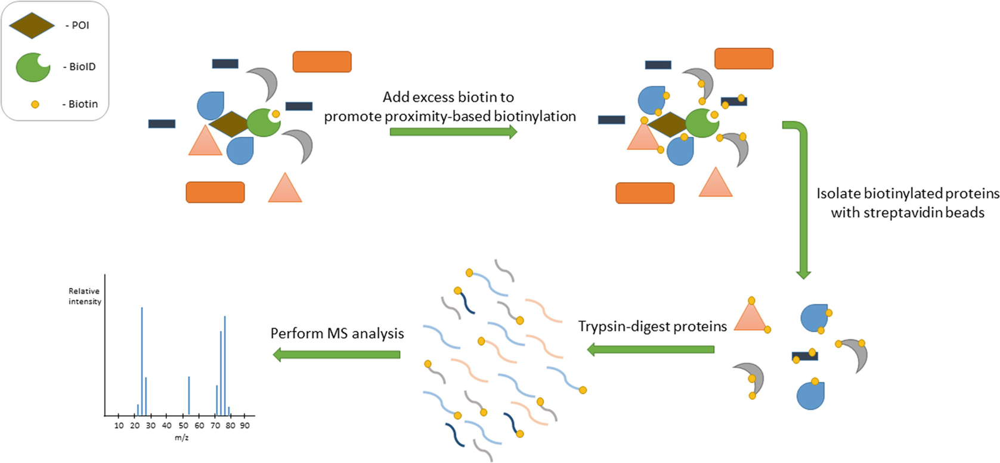 - POI
- BioID
- Biotin
Add excess biotin to
promote proximity-based biotinylation
Isolate biotinylated proteins
with streptavidin beads
Trypsin-digest proteins
Perform MS analysis
Relative
intensity
10 20 30 40 50 60 70 80 90
m/z